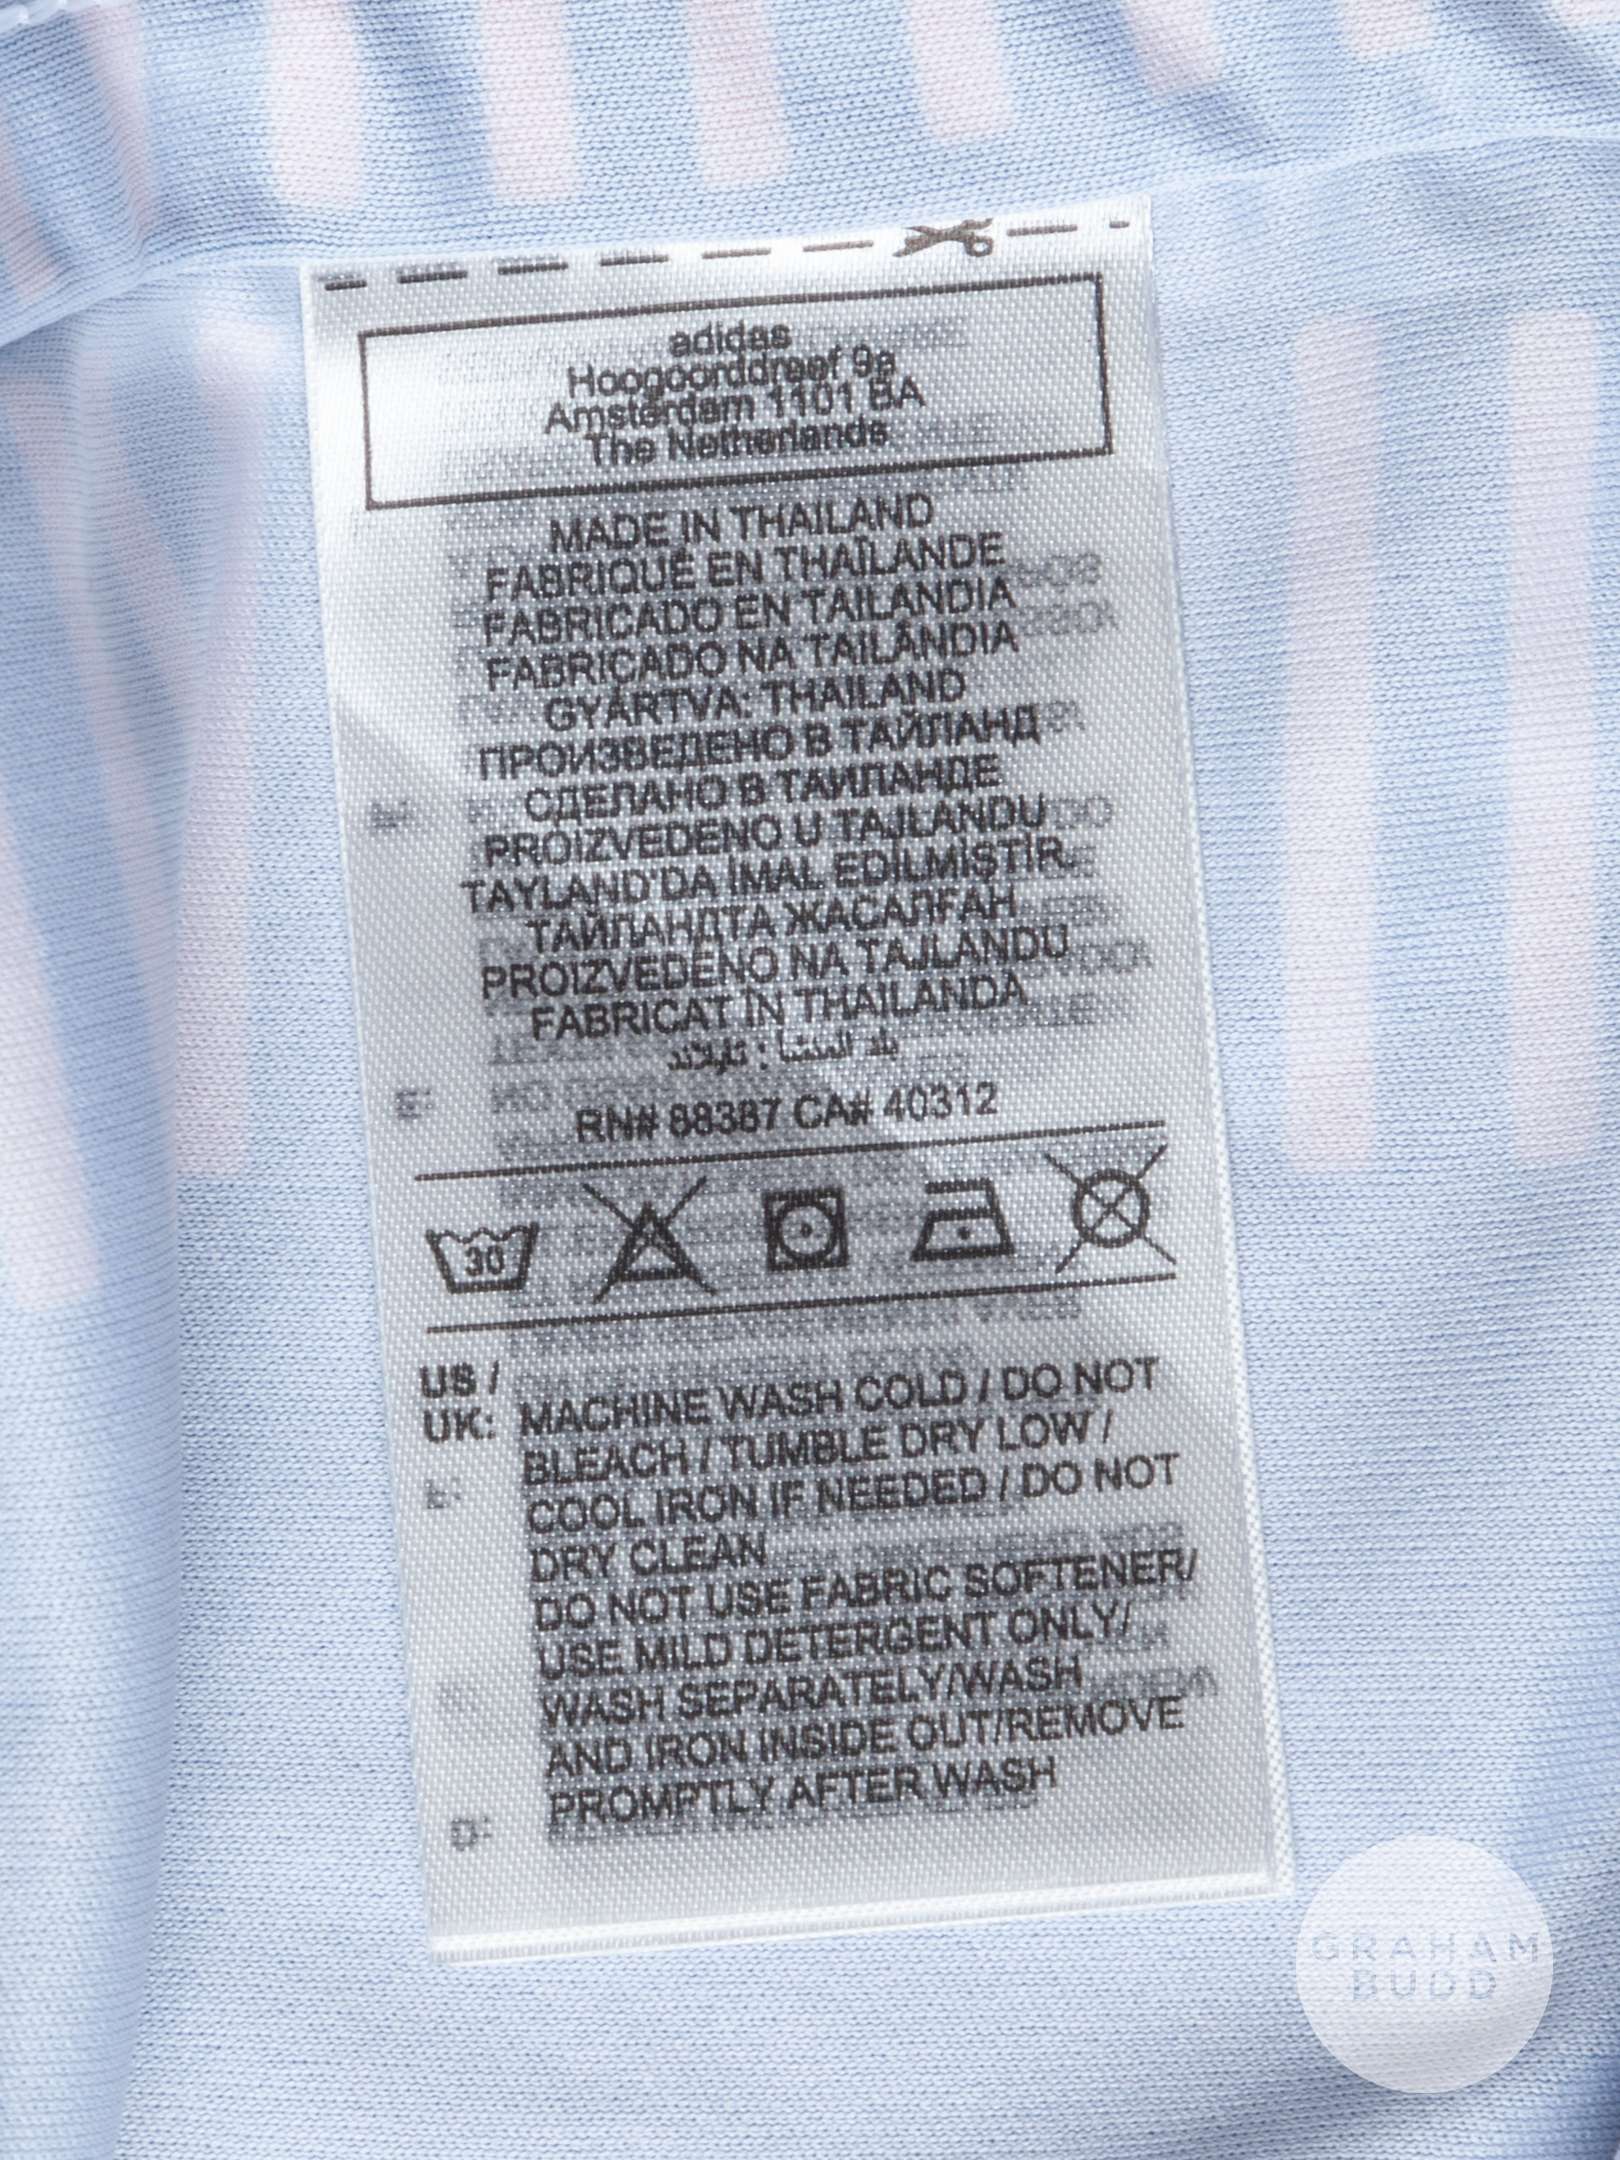 adidas
Hoogoorddreef 9a
Amsterdam 1101 BA
The Netherlands
MADE IN THAILAND
FABRIQUÉ EN THAÏLANDE
FABRICADO EN TAILANDIA
FABRICADO NA TAILÂNDIA
GYÁRTVA: THAILAND
ПРОИЗВЕДЕНО В ТАЙЛАНД
СДЕЛАНО В ТАИЛАНДЕ
PROIZVEDENO U TAJLANDU
TAYLAND'DA İMAL EDİLMİŞTİR.
ТАЙЛАНДТА ЖАСАЛҒАН
PROIZVEDENO NA TAJLANDU
FABRICAT ÎN THAILANDA
بلد المنشأ : تايلاند
RN# 88387 CA# 40312
30
US /
UK: MACHINE WASH COLD / DO NOT
BLEACH / TUMBLE DRY LOW /
COOL IRON IF NEEDED / DO NOT
DRY CLEAN
DO NOT USE FABRIC SOFTENER/
USE MILD DETERGENT ONLY/
WASH SEPARATELY/WASH
AND IRON INSIDE OUT/REMOVE
PROMPTLY AFTER WASH
GRAHAM
BUDD